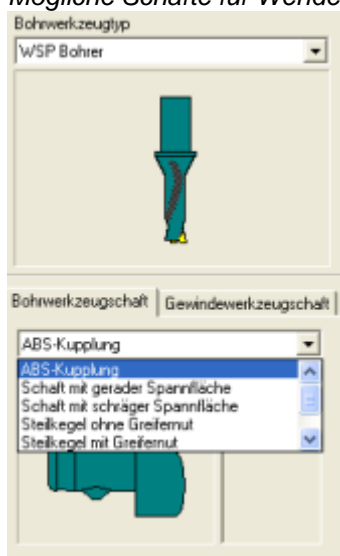 Mögliche Schäfte für Wende
Bohrwerkzeugtyp
WSP Bohrer
Bohrwerkzeugschaft Gewindewerkzeugschaft
ABS-Kupplung
ABS-Kupplung
Schaft mit gerader Spannfläche
Schaft mit schräger Spannfläche
Steilkegel ohne Greifernut
Steilkegel mit Greifernut